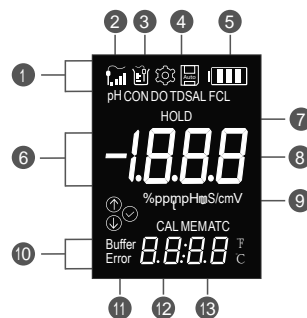 2 3 4 5
1
Auto
pH CON DO TDSAL FCL
HOLD
7
6
-1.8.8.8
8
%ppmpHmS/cmV
9
CAL MEMATC
10
Buffer 8.8:8.8 °F
Error °C
11 12 13